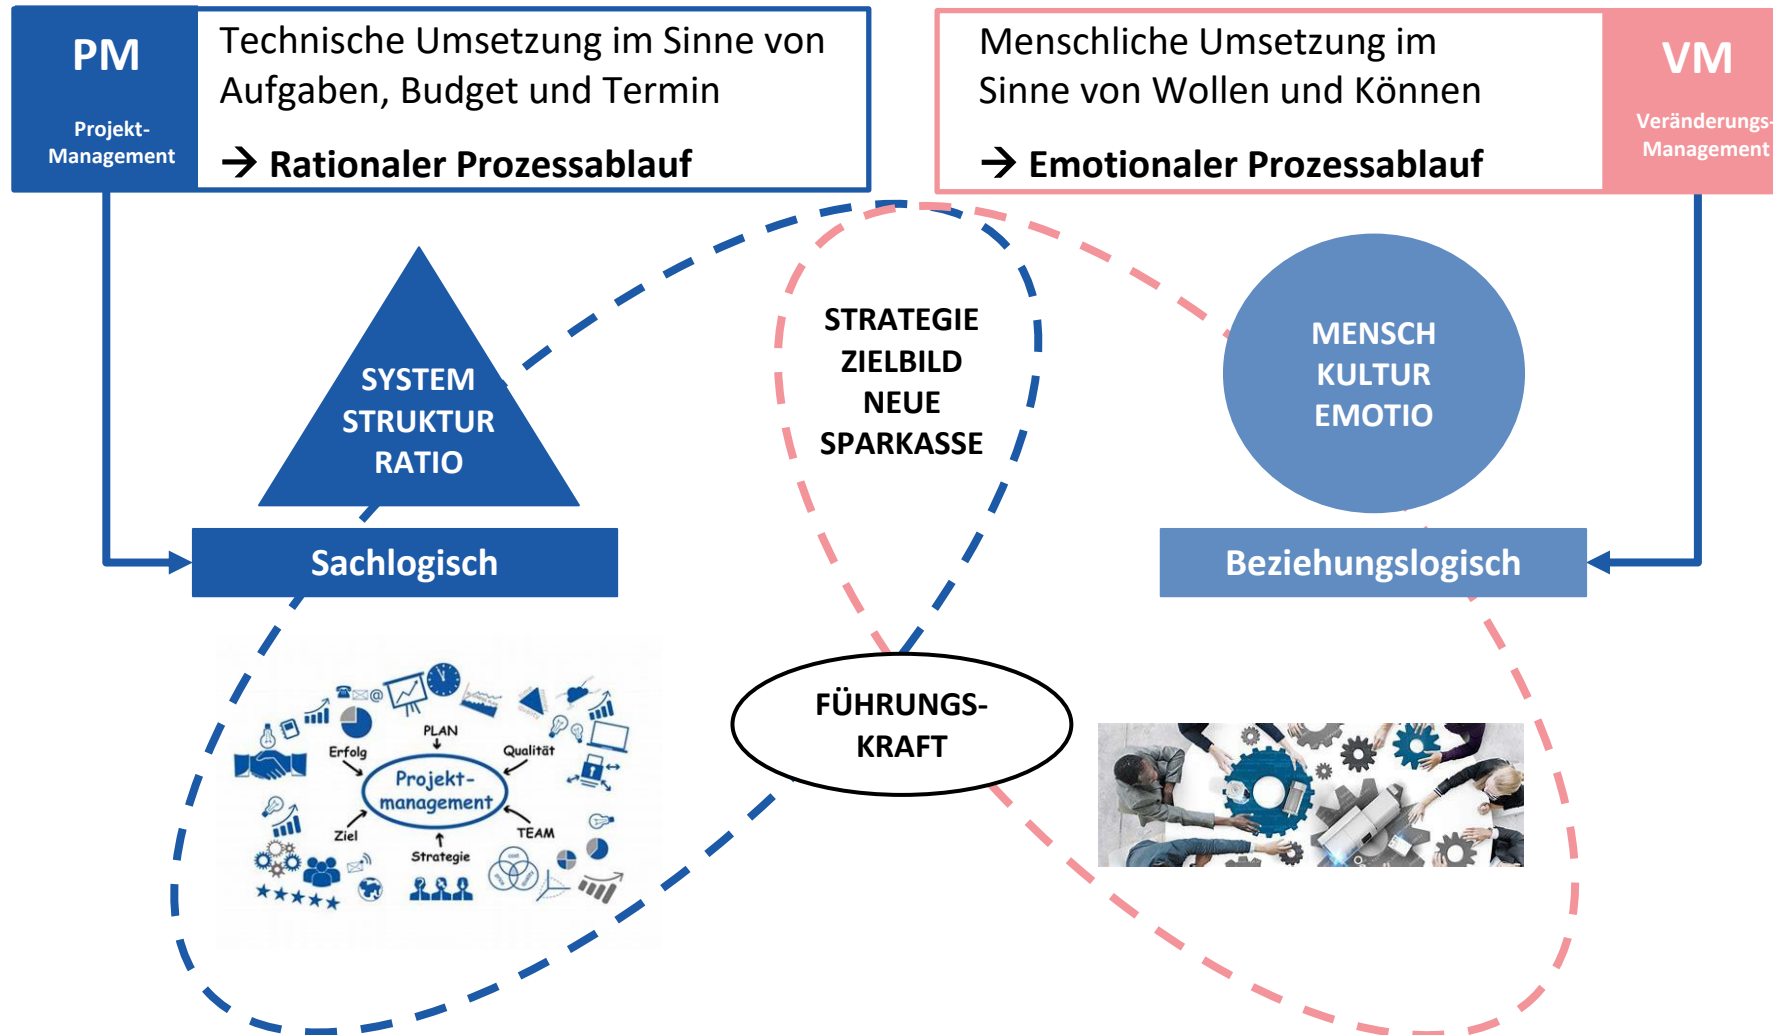 PM
Projekt-
Management
Technische Umsetzung im Sinne von
Aufgaben, Budget und Termin
→ Rationaler Prozessablauf
Menschliche Umsetzung im
Sinne von Wollen und Können
→ Emotionaler Prozessablauf
VM
Veränderungs-
Management
SYSTEM
STRUKTUR
RATIO
STRATEGIE
ZIELBILD
NEUE
SPARKASSE
MENSCH
KULTUR
EMOTIO
Sachlogisch
Beziehungslogisch
PLAN
Erfolg
Qualität
Projekt-
management
Ziel
TEAM
Strategie
FÜHRUNGS-
KRAFT